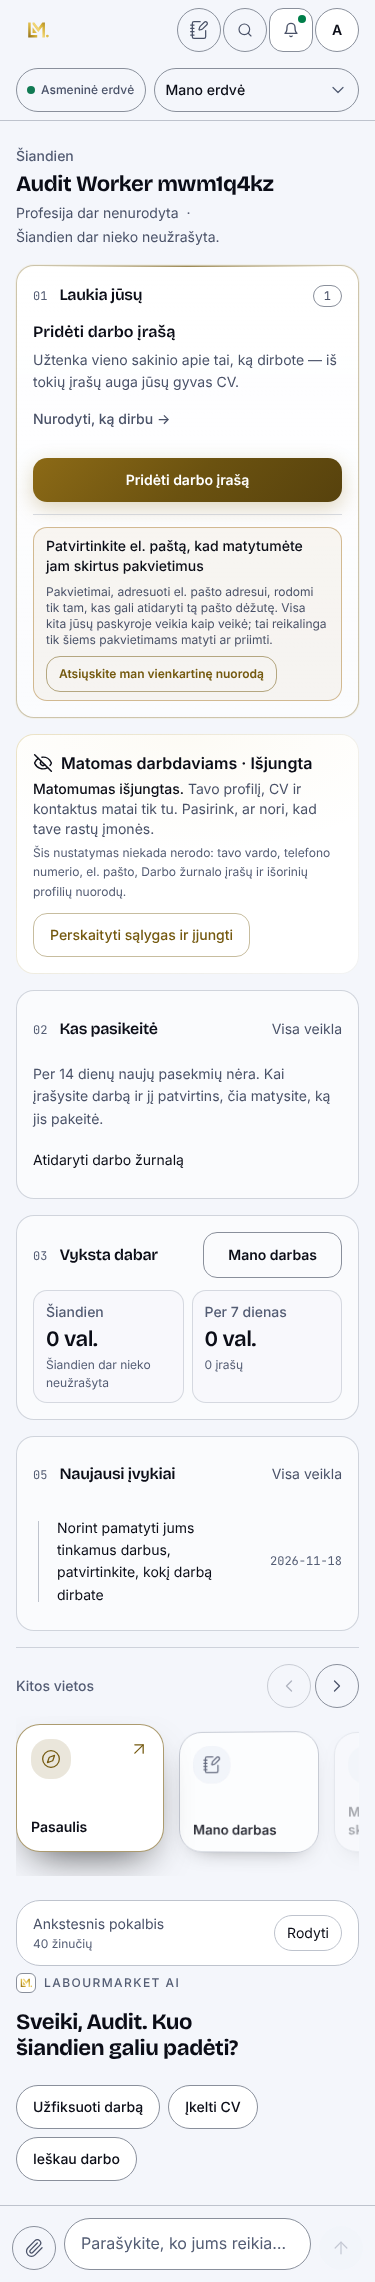 LM.
A
Asmeninė erdvė
Mano erdvė
Šiandien
Audit Worker mwm1q4kz
Profesija dar nenurodyta ·
Šiandien dar nieko neužrašyta.
01 Laukia jūsų 1
Pridėti darbo įrašą
Užtenka vieno sakinio apie tai, ką dirbote — iš
tokių įrašų auga jūsų gyvas CV.
Nurodyti, ką dirbu →
Pridėti darbo įrašą
Patvirtinkite el. paštą, kad matytumėte
jam skirtus pakvietimus
Pakvietimai, adresuoti el. pašto adresui, rodomi
tik tam, kas gali atidaryti tą pašto dėžutę. Visa
kita jūsų paskyroje veikia kaip veikė; tai reikalinga
tik šiems pakvietimams matyti ar priimti.
Atsiųskite man vienkartinę nuorodą
Matomas darbdaviams · Išjungta
Matomumas išjungtas. Tavo profilį, CV ir
kontaktus matai tik tu. Pasirink, ar nori, kad
tave rastų įmonės.
Šis nustatymas niekada nerodo: tavo vardo, telefono
numerio, el. pašto, Darbo žurnalo įrašų ir išorinių
profilių nuorodų.
Perskaityti sąlygas ir įjungti
02 Kas pasikeitė Visa veikla
Per 14 dienų naujų pasekmių nėra. Kai
įrašysite darbą ir jį patvirtins, čia matysite, ką
jis pakeitė.
Atidaryti darbo žurnalą
03 Vyksta dabar Mano darbas
Šiandien
0 val.
Šiandien dar nieko
neužrašyta
Per 7 dienas
0 val.
0 įrašų
05 Naujausi įvykiai Visa veikla
Norint pamatyti jums
tinkamus darbus,
patvirtinkite, kokį darbą
dirbate
2026-11-18
Kitos vietos
Pasaulis
Mano darbas
Ankstesnis pokalbis
40 žinučių
Rodyti
LM.
LABOURMARKET AI
Sveiki, Audit. Kuo
šiandien galiu padėti?
Užfiksuoti darbą
Įkelti CV
Ieškau darbo
Parašykite, ko jums reikia...